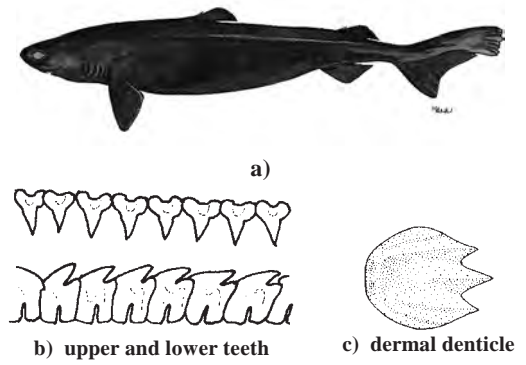 a)
b) upper and lower teeth
c) dermal denticle